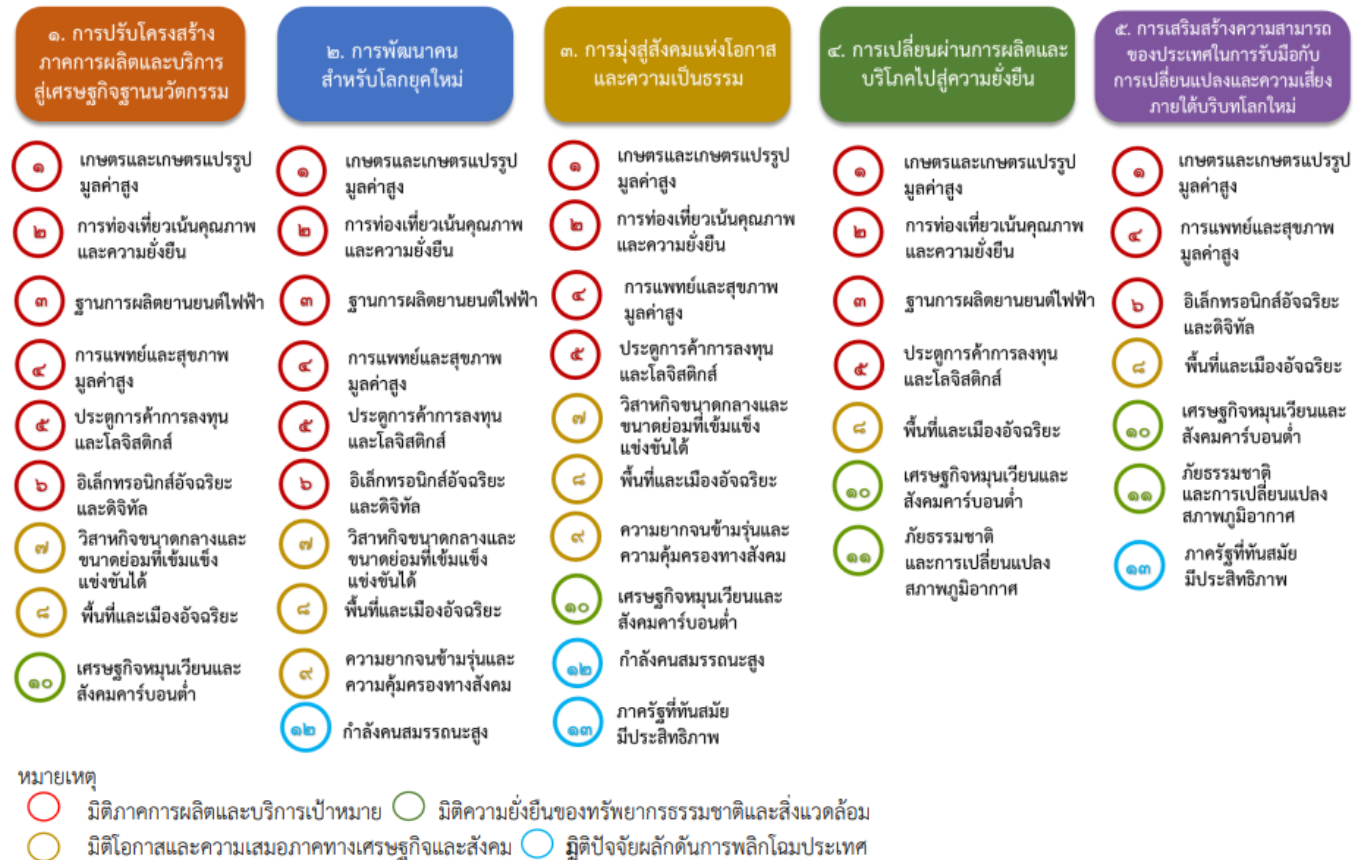 ๑. การปรับโครงสร้าง
ภาคการผลิตและบริการ
สู่เศรษฐกิจฐานนวัตกรรม
๑
เกษตรและเกษตรแปรรูป
มูลค่าสูง
๒
การท่องเที่ยวเน้นคุณภาพ
และความยั่งยืน
๓
ฐานการผลิตยานยนต์ไฟฟ้า
๔
การแพทย์และสุขภาพ
มูลค่าสูง
๕
ประตูการค้าการลงทุน
และโลจิสติกส์
๖
อิเล็กทรอนิกส์อัจฉริยะ
และดิจิทัล
๗
วิสาหกิจขนาดกลางและ
ขนาดย่อมที่เข้มแข็ง
แข่งขันได้
๘
พื้นที่และเมืองอัจฉริยะ
๑๐
เศรษฐกิจหมุนเวียนและ
สังคมคาร์บอนต่ำ
๒. การพัฒนาคน
สำหรับโลกยุคใหม่
๑
เกษตรและเกษตรแปรรูป
มูลค่าสูง
๒
การท่องเที่ยวเน้นคุณภาพ
และความยั่งยืน
๓
ฐานการผลิตยานยนต์ไฟฟ้า
๔
การแพทย์และสุขภาพ
มูลค่าสูง
๕
ประตูการค้าการลงทุน
และโลจิสติกส์
๖
อิเล็กทรอนิกส์อัจฉริยะ
และดิจิทัล
๗
วิสาหกิจขนาดกลางและ
ขนาดย่อมที่เข้มแข็ง
แข่งขันได้
๘
พื้นที่และเมืองอัจฉริยะ
๙
ความยากจนข้ามรุ่นและ
ความคุ้มครองทางสังคม
๑๒
กำลังคนสมรรถนะสูง
๓. การมุ่งสู่สังคมแห่งโอกาส
และความเป็นธรรม
๑
เกษตรและเกษตรแปรรูป
มูลค่าสูง
๒
การท่องเที่ยวเน้นคุณภาพ
และความยั่งยืน
๔
การแพทย์และสุขภาพ
มูลค่าสูง
๕
ประตูการค้าการลงทุน
และโลจิสติกส์
๗
วิสาหกิจขนาดกลางและ
ขนาดย่อมที่เข้มแข็ง
แข่งขันได้
๘
พื้นที่และเมืองอัจฉริยะ
๙
ความยากจนข้ามรุ่นและ
ความคุ้มครองทางสังคม
๑๐
เศรษฐกิจหมุนเวียนและ
สังคมคาร์บอนต่ำ
๑๒
กำลังคนสมรรถนะสูง
๑๓
ภาครัฐที่ทันสมัย
มีประสิทธิภาพ
๔. การเปลี่ยนผ่านการผลิตและ
บริโภคไปสู่ความยั่งยืน
๑
เกษตรและเกษตรแปรรูป
มูลค่าสูง
๒
การท่องเที่ยวเน้นคุณภาพ
และความยั่งยืน
๓
ฐานการผลิตยานยนต์ไฟฟ้า
๕
ประตูการค้าการลงทุน
และโลจิสติกส์
๘
พื้นที่และเมืองอัจฉริยะ
๑๐
เศรษฐกิจหมุนเวียนและ
สังคมคาร์บอนต่ำ
๑๑
ภัยธรรมชาติ
และการเปลี่ยนแปลง
สภาพภูมิอากาศ
๕. การเสริมสร้างความสามารถ
ของประเทศในการรับมือกับ
การเปลี่ยนแปลงและความเสี่ยง
ภายใต้บริบทโลกใหม่
๑
เกษตรและเกษตรแปรรูป
มูลค่าสูง
๔
การแพทย์และสุขภาพ
มูลค่าสูง
๖
อิเล็กทรอนิกส์อัจฉริยะ
และดิจิทัล
๘
พื้นที่และเมืองอัจฉริยะ
๑๐
เศรษฐกิจหมุนเวียนและ
สังคมคาร์บอนต่ำ
๑๑
ภัยธรรมชาติ
และการเปลี่ยนแปลง
สภาพภูมิอากาศ
๑๓
ภาครัฐที่ทันสมัย
มีประสิทธิภาพ
หมายเหตุ
มิติภาคการผลิตและบริการเป้าหมาย มิติความยั่งยืนของทรัพยากรธรรมชาติและสิ่งแวดล้อม
มิติโอกาสและความเสมอภาคทางเศรษฐกิจและสังคม มิติปัจจัยผลักดันการพลิกโฉมประเทศ